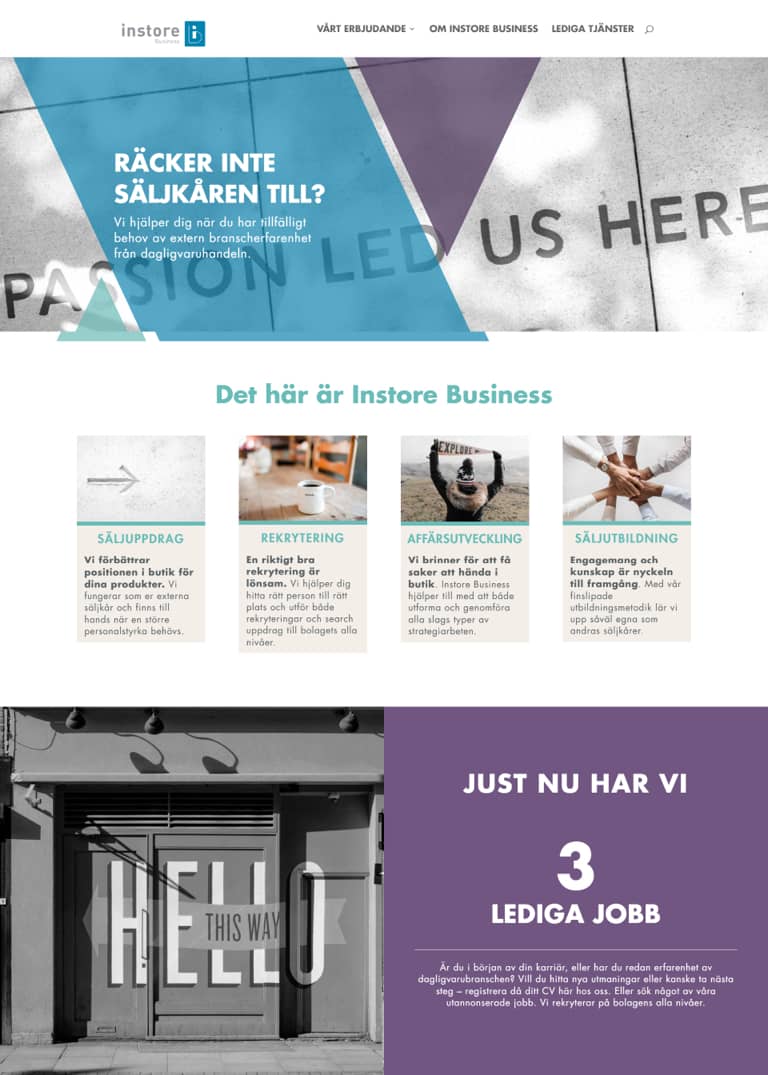 instore
Business
VÅRT ERBJUDANDE
OM INSTORE BUSINESS
LEDIGA TJÄNSTER
RÄCKER INTE
SÄLJKÅREN TILL?
Vi hjälper dig när du har tillfälligt
behov av extern branscherfarenhet
från dagligvaruhandeln.
PASSION LED US HERE
Det här är Instore Business
EXPLORE
SÄLJUPPDRAG
Vi förbättrar
positionen i butik för
dina produkter. Vi
fungerar som er externa
säljkår och finns till
hands när en större
personalstyrka behövs.
REKRYTERING
En riktigt bra
rekrytering är
lönsam. Vi hjälper dig
hitta rätt person till rätt
plats och utför både
rekryteringar och search
uppdrag till bolagets alla
nivåer.
AFFÄRSUTVECKLING
Vi brinner för att få
saker att hända i
butik. Instore Business
hjälper till med att både
utforma och genomföra
alla slags typer av
strategiarbeten.
SÄLJUTBILDNING
Engagemang och
kunskap är nyckeln
till framgång. Med vår
finslipade
utbildningsmetodik lär vi
upp såväl egna som
andras säljkårer.
HELLO
THIS WAY
JUST NU HAR VI
3
LEDIGA JOBB
Är du i början av din karriär, eller har du redan erfarenhet av
dagligvarubranschen? Vill du hitta nya utmaningar eller kanske ta nästa
steg – registrera då ditt CV här hos oss. Eller sök något av våra
utannonserade jobb. Vi rekryterar på bolagens alla nivåer.